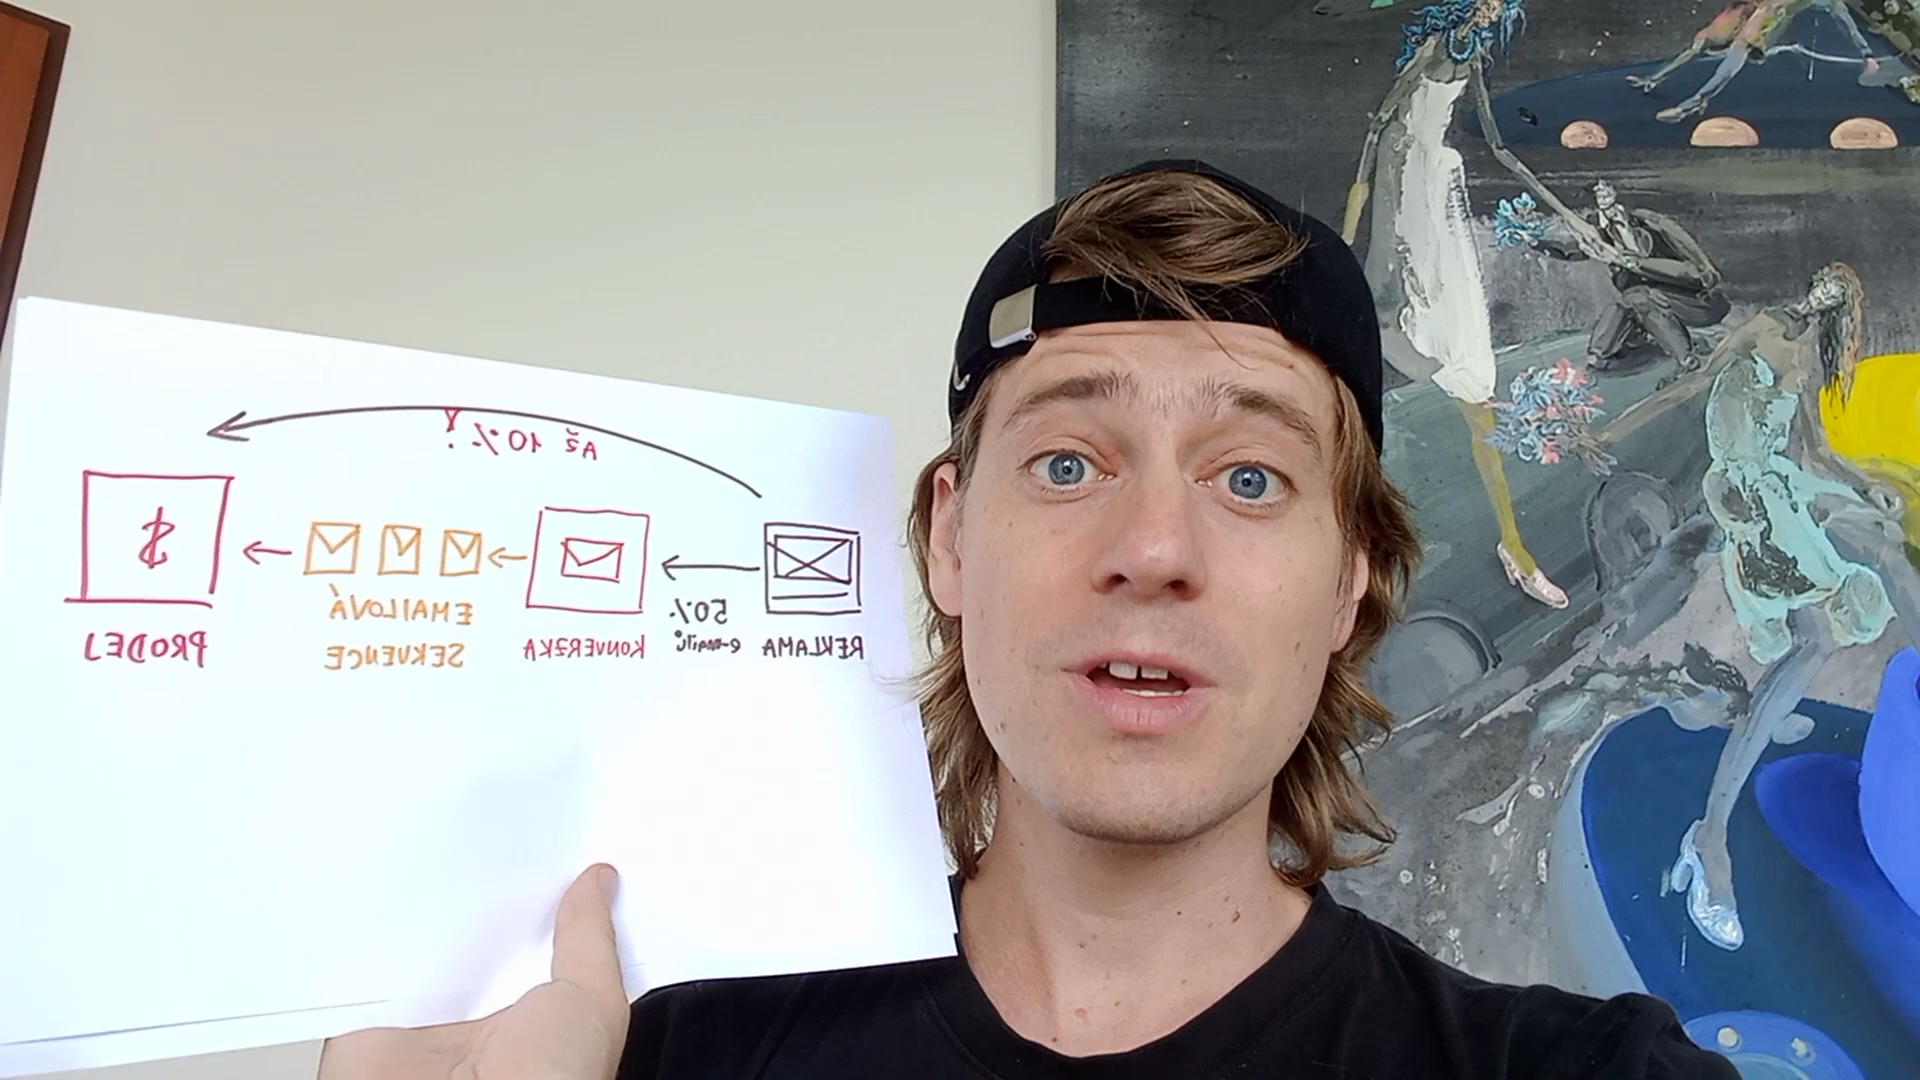 Až 10% !
REKLAMA
50%
e-mailů
KONVERZKA
EMAILOVÁ
SEKVENCE
PRODEJ
$